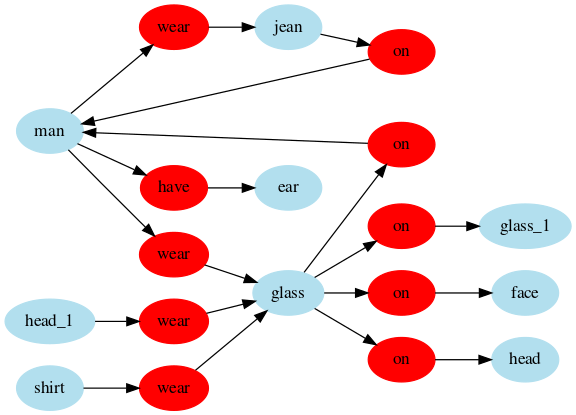 wear
jean
on
man
on
have
ear
on
glass_1
wear
glass
on
face
head_1
wear
on
head
shirt
wear